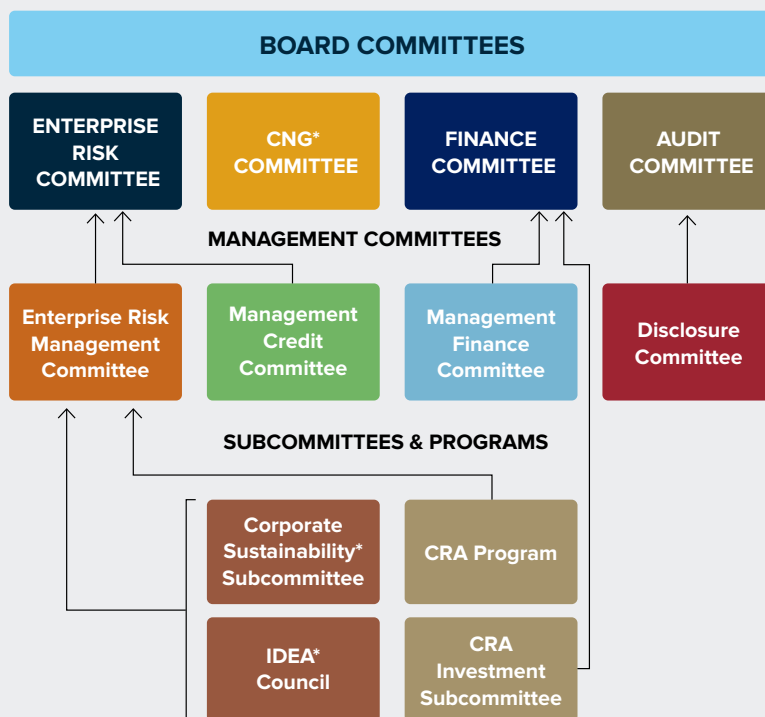 BOARD COMMITTEES
ENTERPRISE
RISK
COMMITTEE
CNG*
COMMITTEE
FINANCE
COMMITTEE
AUDIT
COMMITTEE
MANAGEMENT COMMITTEES
Enterprise Risk
Management
Committee
Management
Credit
Committee
Management
Finance
Committee
Disclosure
Committee
SUBCOMMITTEES & PROGRAMS
Corporate
Sustainability*
Subcommittee
CRA Program
IDEA*
Council
CRA
Investment
Subcommittee